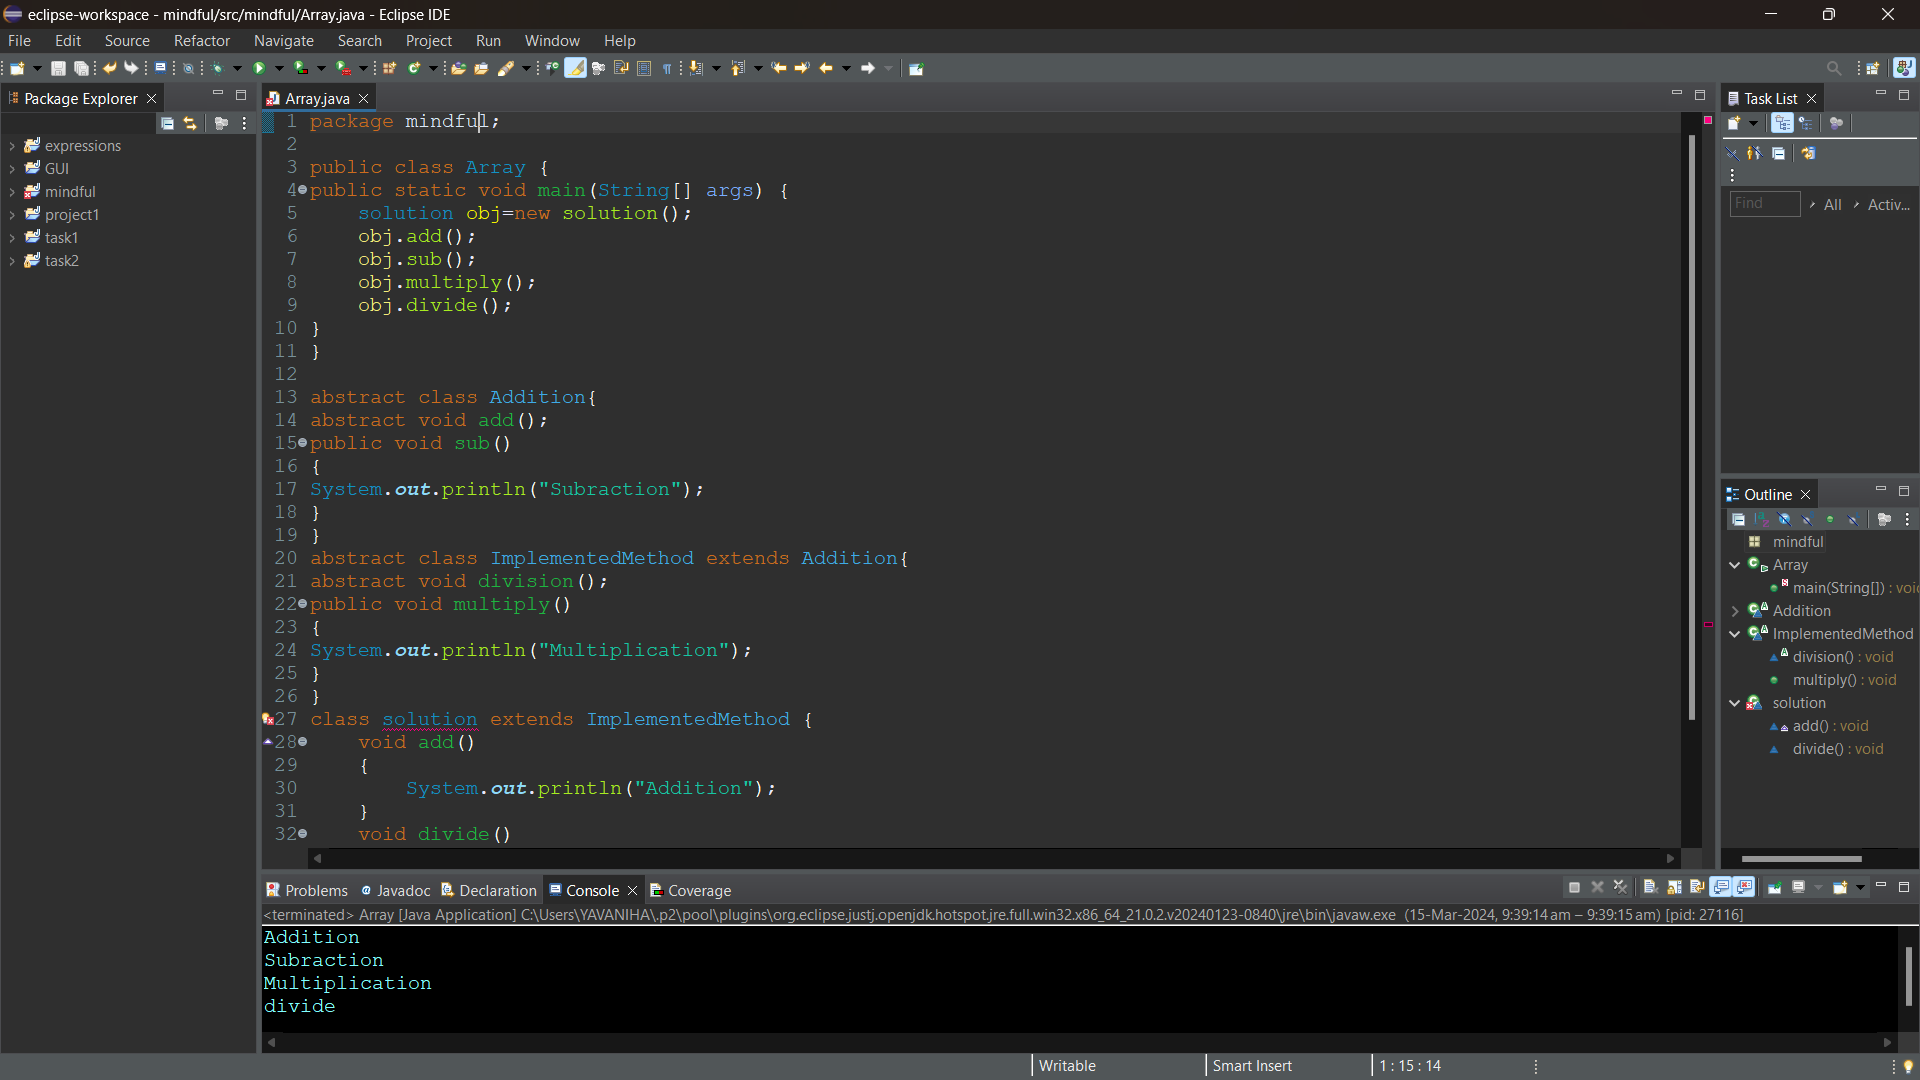 eclipse-workspace - mindful/src/mindful/Array.java - Eclipse IDE
File Edit Source Refactor Navigate Search Project Run Window Help
Package Explorer
expressions
GUI
mindful
project1
task1
task2
Array.java
1 package mindful;
2
3 public class Array {
4 public static void main(String[] args) {
5 solution obj=new solution();
6 obj.add();
7 obj.sub();
8 obj.multiply();
9 obj.divide();
10 }
11 }
12
13 abstract class Addition{
14 abstract void add();
15 public void sub()
16 {
17 System.out.println("Subraction");
18 }
19 }
20 abstract class ImplementedMethod extends Addition{
21 abstract void division();
22 public void multiply()
23 {
24 System.out.println("Multiplication");
25 }
26 }
27 class solution extends ImplementedMethod {
28 void add()
29 {
30 System.out.println("Addition");
31 }
32 void divide()
Task List
Find All Activ...
Outline
mindful
Array
main(String[]) : voi
Addition
ImplementedMethod
division() : void
multiply() : void
solution
add() : void
divide() : void
Problems Javadoc Declaration Console Coverage
<terminated> Array [Java Application] C:\Users\YAVANIHA\.p2\pool\plugins\org.eclipse.justj.openjdk.hotspot.jre.full.win32.x86_64_21.0.2.v20240123-0840\jre\bin\javaw.exe (15-Mar-2024, 9:39:14 am – 9:39:15 am) [pid: 27116]
Addition
Subraction
Multiplication
divide
Writable Smart Insert 1 : 15 : 14